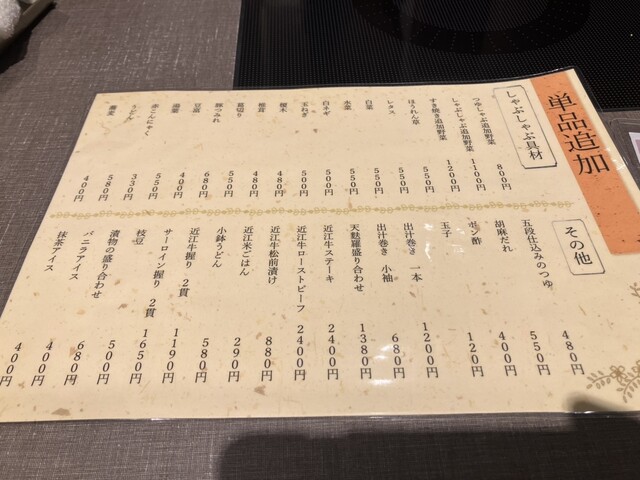 単品追加
しゃぶしゃぶ具材
つゆしゃぶ追加野菜 800円
しゃぶしゃぶ追加野菜 1100円
すき焼き追加野菜 1200円
ほうれん草 550円
レタス 550円
白菜 550円
水菜 550円
白ネギ 550円
玉ねぎ 500円
榎木 480円
椎茸 480円
葛切り 550円
豚つみれ 680円
豆腐 400円
湯葉 550円
赤こんにゃく 330円
うどん 580円
蕎麦 400円
その他
五段仕込みのつゆ 480円
胡麻だれ 550円
ポン酢 400円
玉子 120円
出汁巻き 一本 1200円
出汁巻き 小袖 680円
天麩羅盛り合わせ 1380円
近江牛ステーキ 2400円
近江牛ローストビーフ 2400円
近江牛松前漬け 880円
近江米ごはん 290円
小鉢うどん 580円
近江牛握り 2貫 1190円
サーロイン握り 2貫 1650円
枝豆 500円
漬物の盛り合わせ 680円
バニラアイス 400円
抹茶アイス 400円